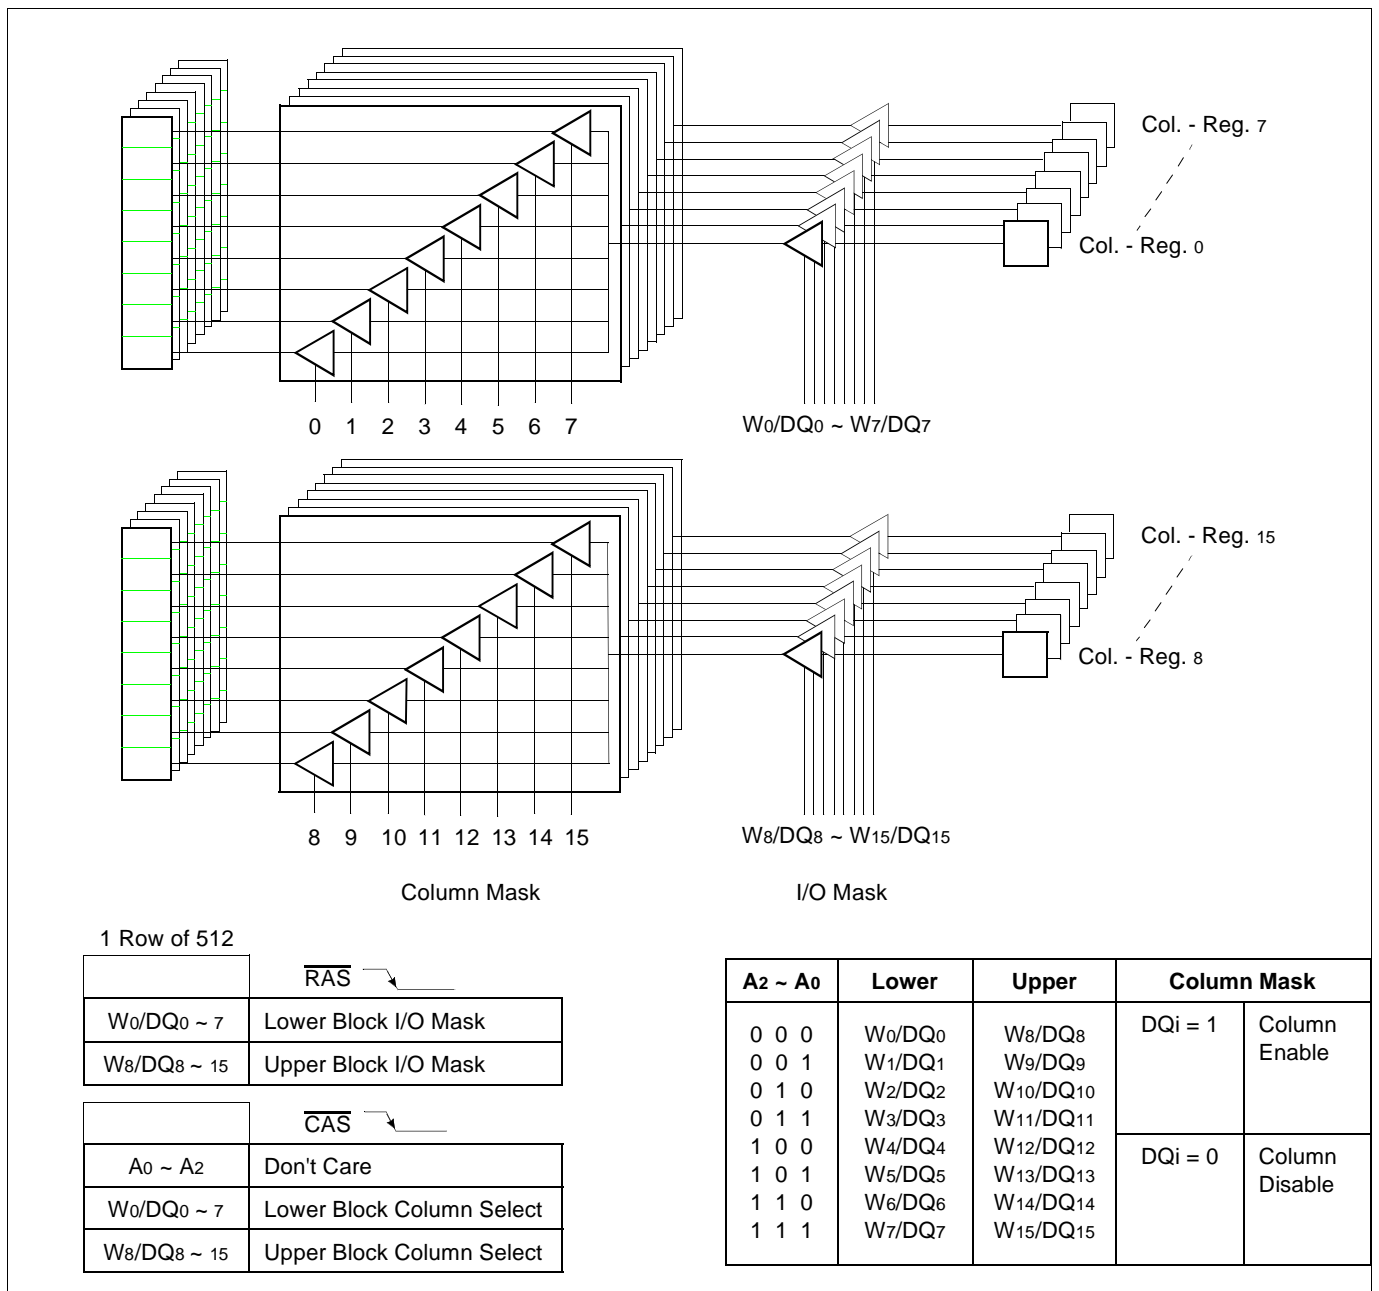 Col. - Reg. 7
Col. - Reg. 0
0 1 2 3 4 5 6 7
W0/DQ0 ~ W7/DQ7
Col. - Reg. 15
Col. - Reg. 8
8 9 10 11 12 13 14 15
W8/DQ8 ~ W15/DQ15
Column Mask
I/O Mask
1 Row of 512
RAS
W0/DQ0 ~ 7 Lower Block I/O Mask
W8/DQ8 ~ 15 Upper Block I/O Mask
CAS
A0 ~ A2 Don't Care
W0/DQ0 ~ 7 Lower Block Column Select
W8/DQ8 ~ 15 Upper Block Column Select
A2 ~ A0 Lower Upper Column Mask
0 0 0 W0/DQ0 W8/DQ8
0 0 1 W1/DQ1 W9/DQ9
0 1 0 W2/DQ2 W10/DQ10
0 1 1 W3/DQ3 W11/DQ11
1 0 0 W4/DQ4 W12/DQ12
1 0 1 W5/DQ5 W13/DQ13
1 1 0 W6/DQ6 W14/DQ14
1 1 1 W7/DQ7 W15/DQ15
DQi = 1 Column
Enable
DQi = 0 Column
Disable